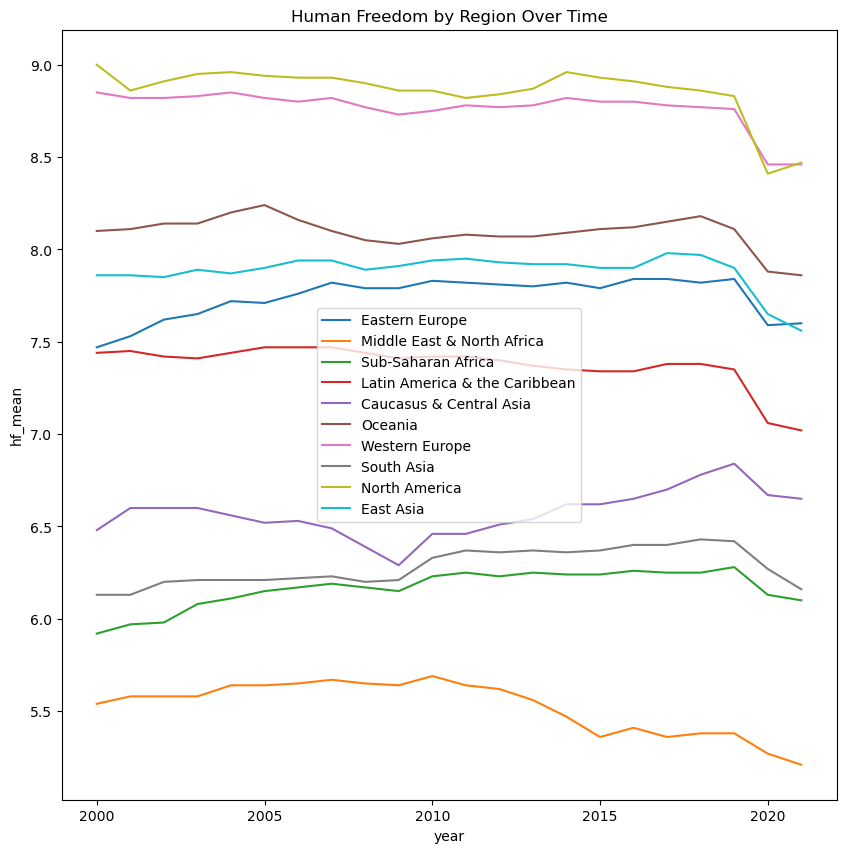 Human Freedom by Region Over Time
9.0
8.5
8.0
7.5
7.0
6.5
6.0
5.5
hf_mean
Eastern Europe
Middle East & North Africa
Sub-Saharan Africa
Latin America & the Caribbean
Caucasus & Central Asia
Oceania
Western Europe
South Asia
North America
East Asia
2000 2005 2010 2015 2020
year